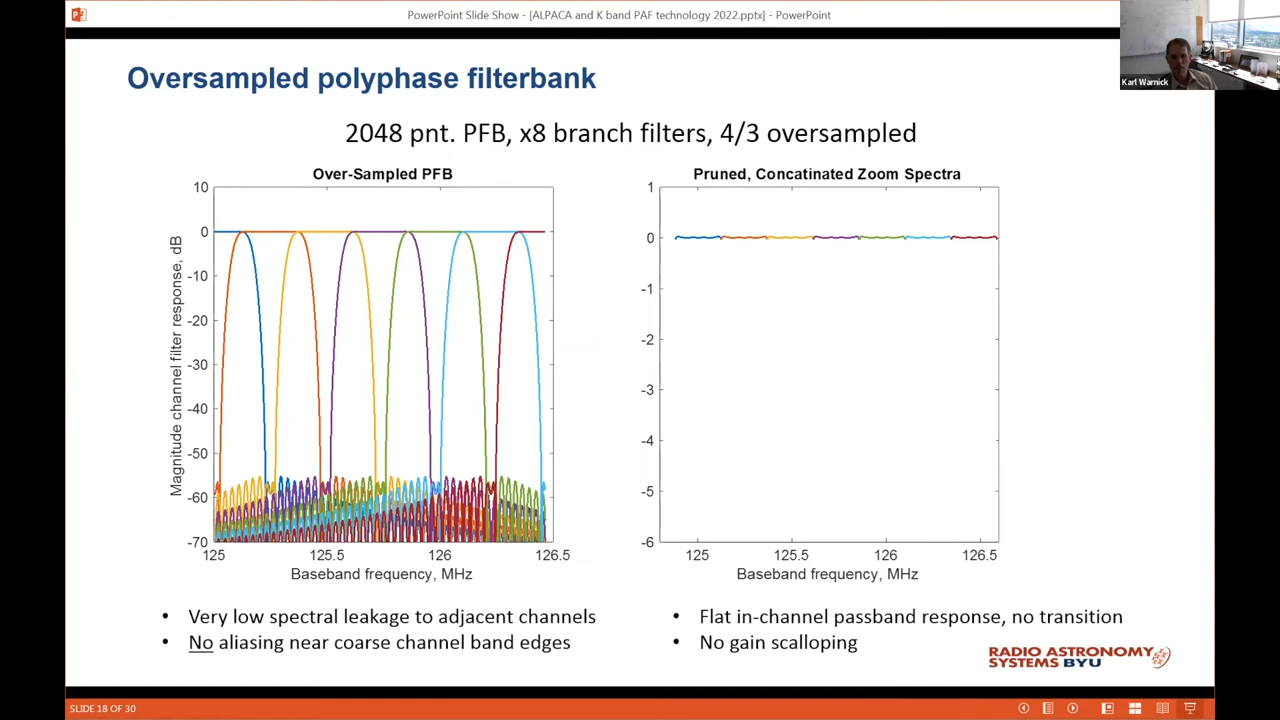 PowerPoint Slide Show - [ALPACA and K band PAF technology 2022.pptx] - PowerPoint
Karl Warnick
Oversampled polyphase filterbank
2048 pnt. PFB, x8 branch filters, 4/3 oversampled
Over-Sampled PFB
10
0
-10
-20
-30
-40
-50
-60
-70
Magnitude channel filter response, dB
125
125.5
126
126.5
Baseband frequency, MHz
Pruned, Concatinated Zoom Spectra
1
0
-1
-2
-3
-4
-5
-6
125
125.5
126
126.5
Baseband frequency, MHz
• Very low spectral leakage to adjacent channels
• No aliasing near coarse channel band edges
• Flat in-channel passband response, no transition
• No gain scalloping
RADIO ASTRONOMY
SYSTEMS BYU
SLIDE 18 OF 30